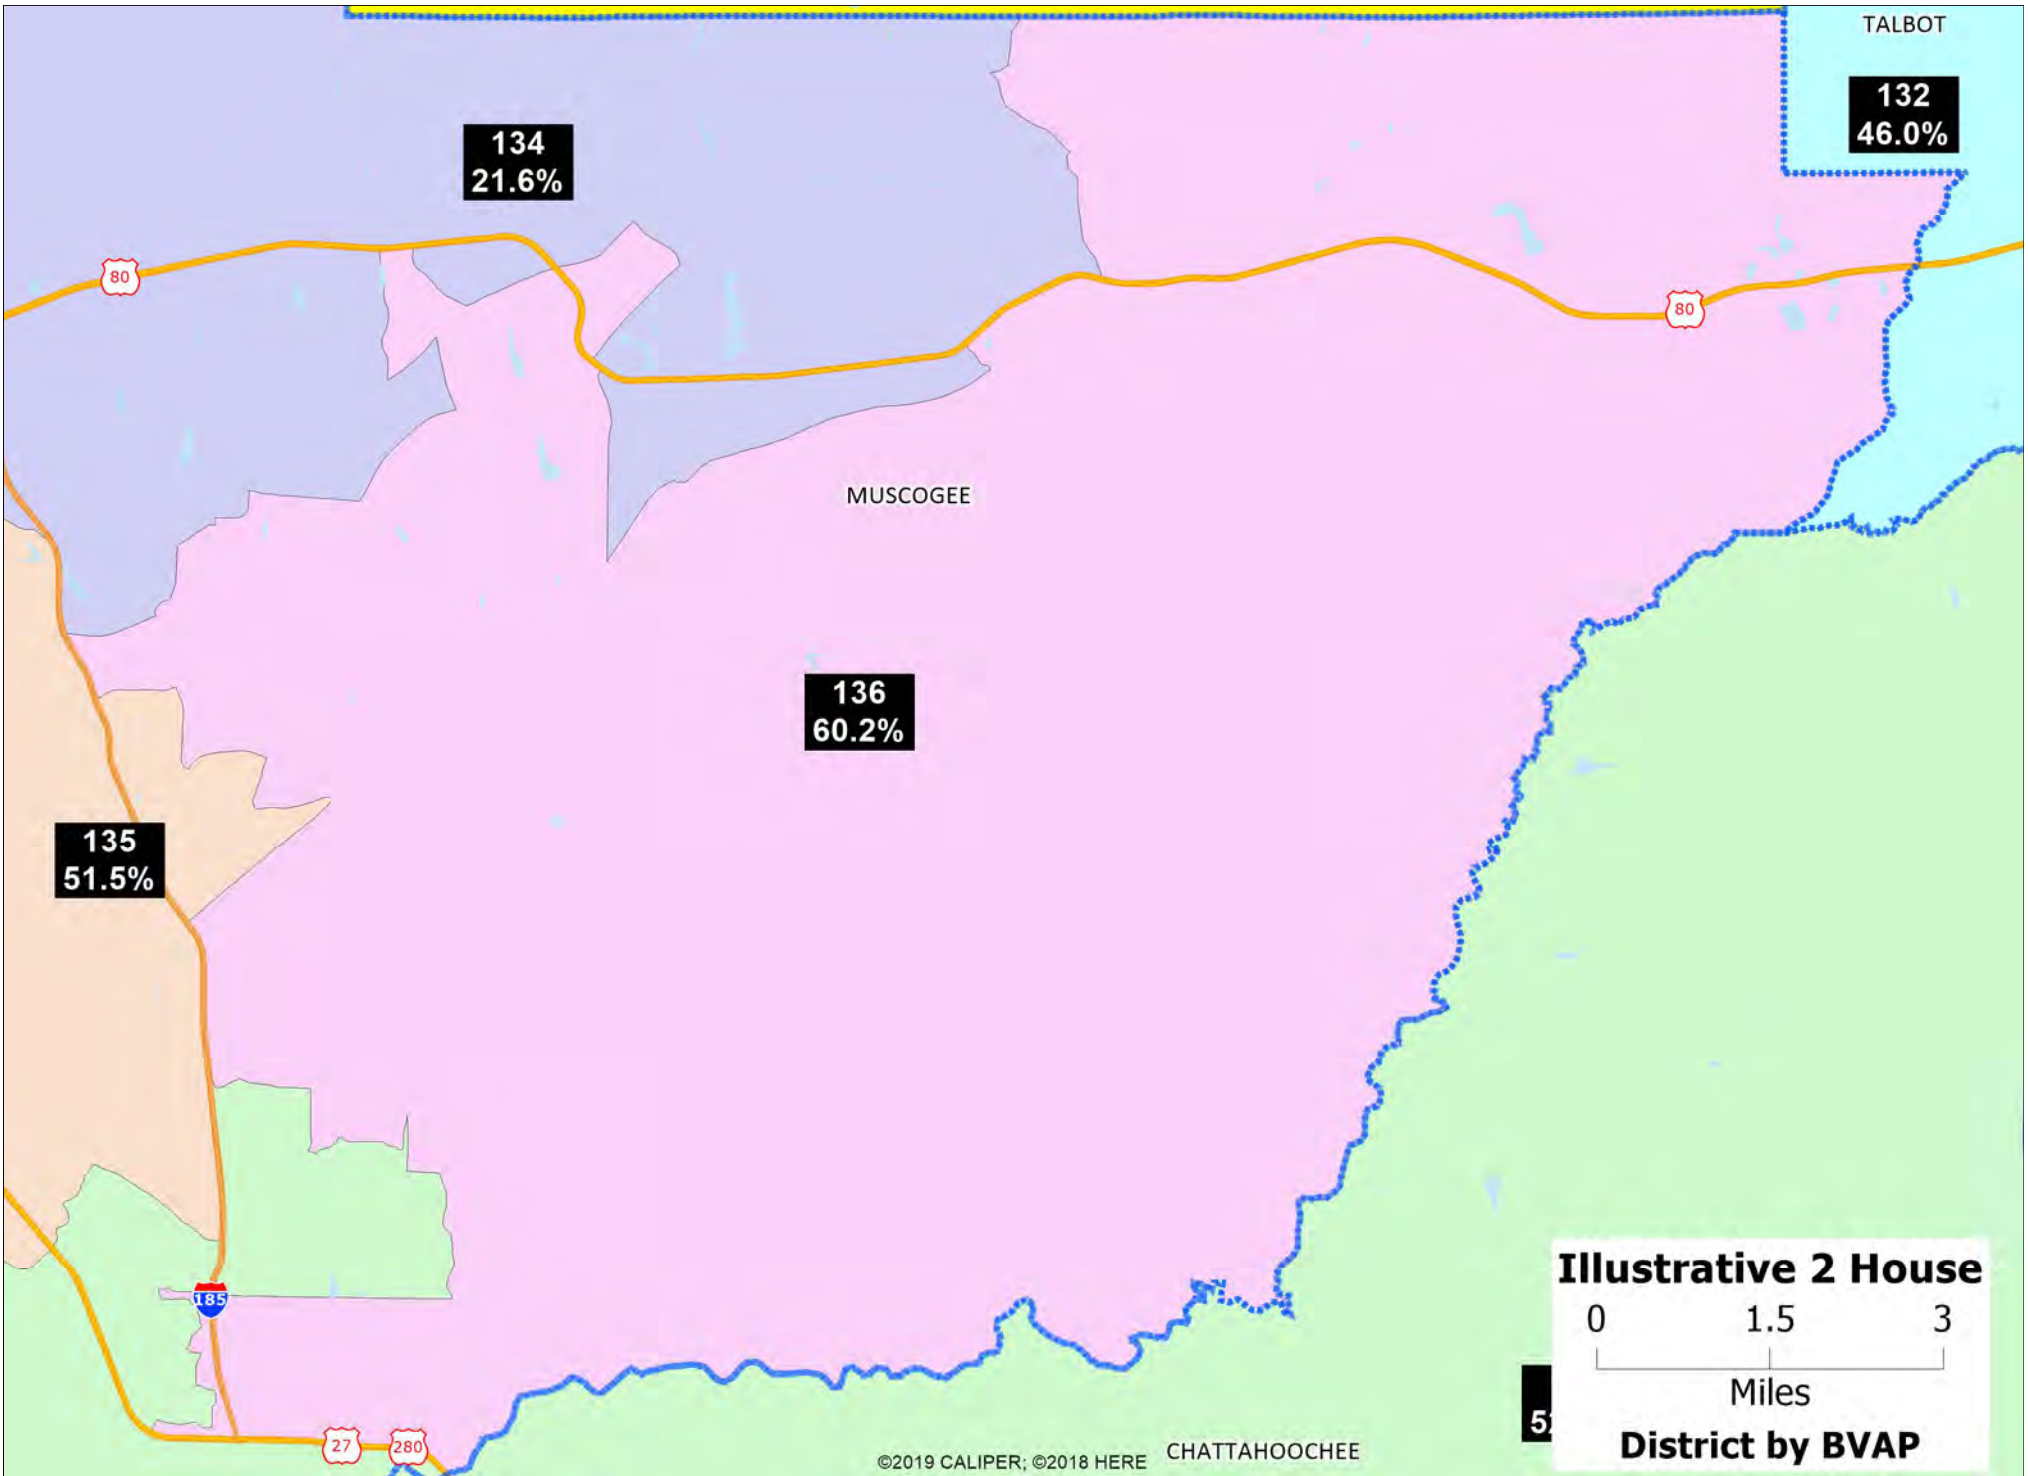 TALBOT
132
46.0%
134
21.6%
80
80
MUSCOGEE
136
60.2%
135
51.5%
185
27
280
Illustrative 2 House
0 1.5 3
Miles
District by BVAP
©2019 CALIPER; ©2018 HERE
CHATTAHOOCHEE